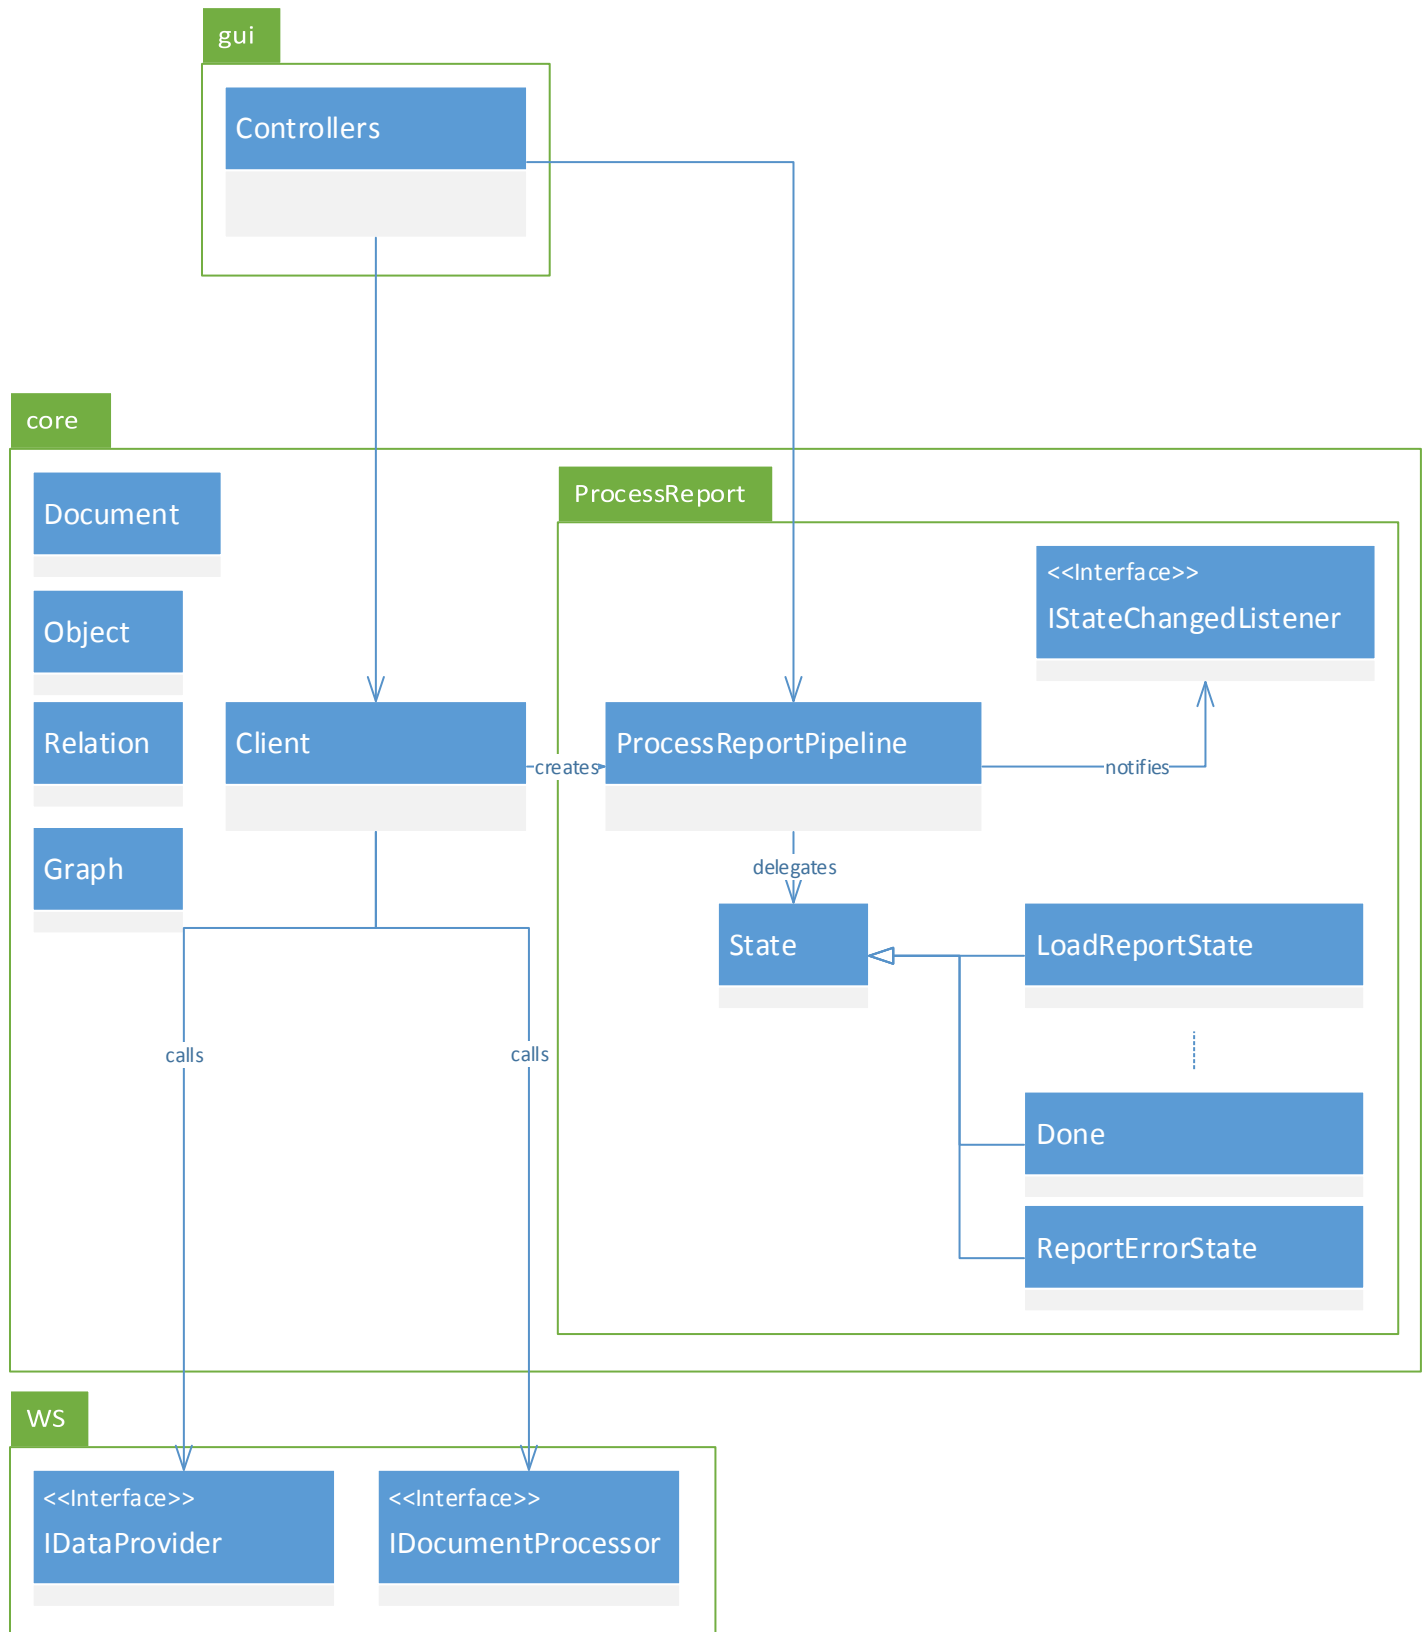 gui
Controllers
core
Document
ProcessReport
<<Interface>>
IStateChangedListener
Object
Relation
Client
creates
ProcessReportPipeline
notifies
Graph
delegates
State
LoadReportState
calls
calls
Done
ReportErrorState
WS
<<Interface>>
IDataProvider
<<Interface>>
IDocumentProcessor